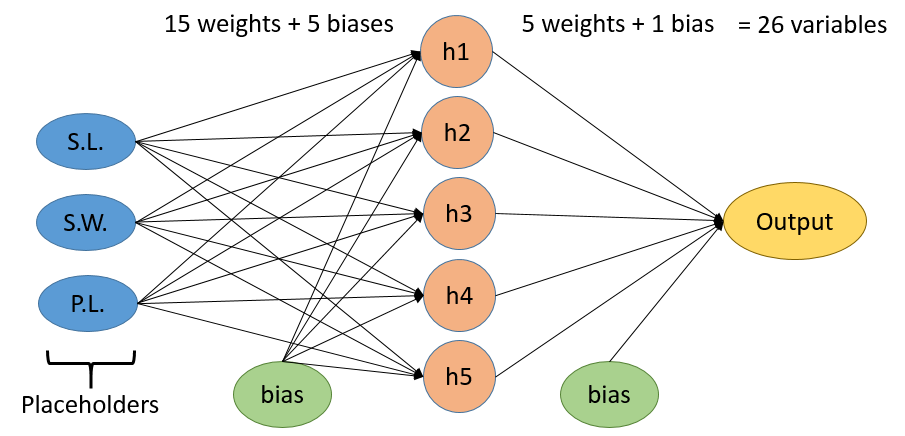 15 weights + 5 biases
5 weights + 1 bias
= 26 variables
h1
S.L.
h2
S.W.
h3
Output
P.L.
h4
h5
bias
bias
Placeholders